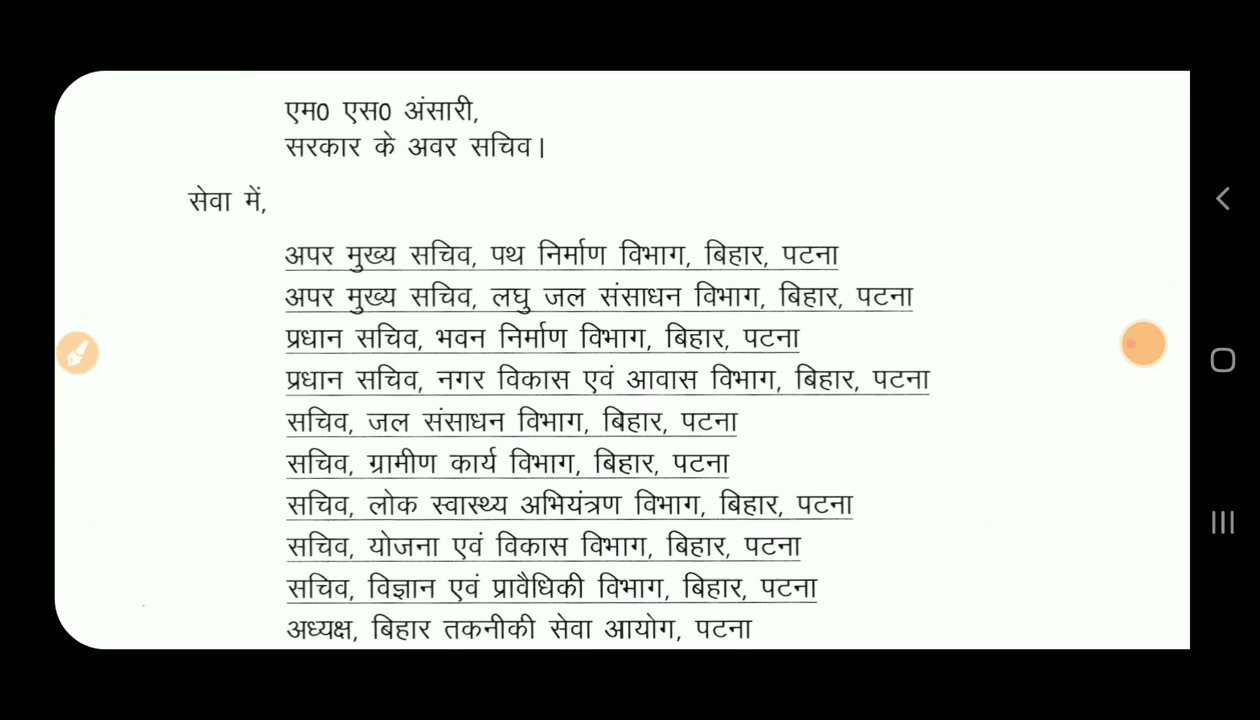 एम0 एस0 अंसारी,
सरकार के अवर सचिव।
सेवा में,
अपर मुख्य सचिव, पथ निर्माण विभाग, बिहार, पटना
अपर मुख्य सचिव, लघु जल संसाधन विभाग, बिहार, पटना
प्रधान सचिव, भवन निर्माण विभाग, बिहार, पटना
प्रधान सचिव, नगर विकास एवं आवास विभाग, बिहार, पटना
सचिव, जल संसाधन विभाग, बिहार, पटना
सचिव, ग्रामीण कार्य विभाग, बिहार, पटना
सचिव, लोक स्वास्थ्य अभियंत्रण विभाग, बिहार, पटना
सचिव, योजना एवं विकास विभाग, बिहार, पटना
सचिव, विज्ञान एवं प्रावैधिकी विभाग, बिहार, पटना
अध्यक्ष, बिहार तकनीकी सेवा आयोग, पटना